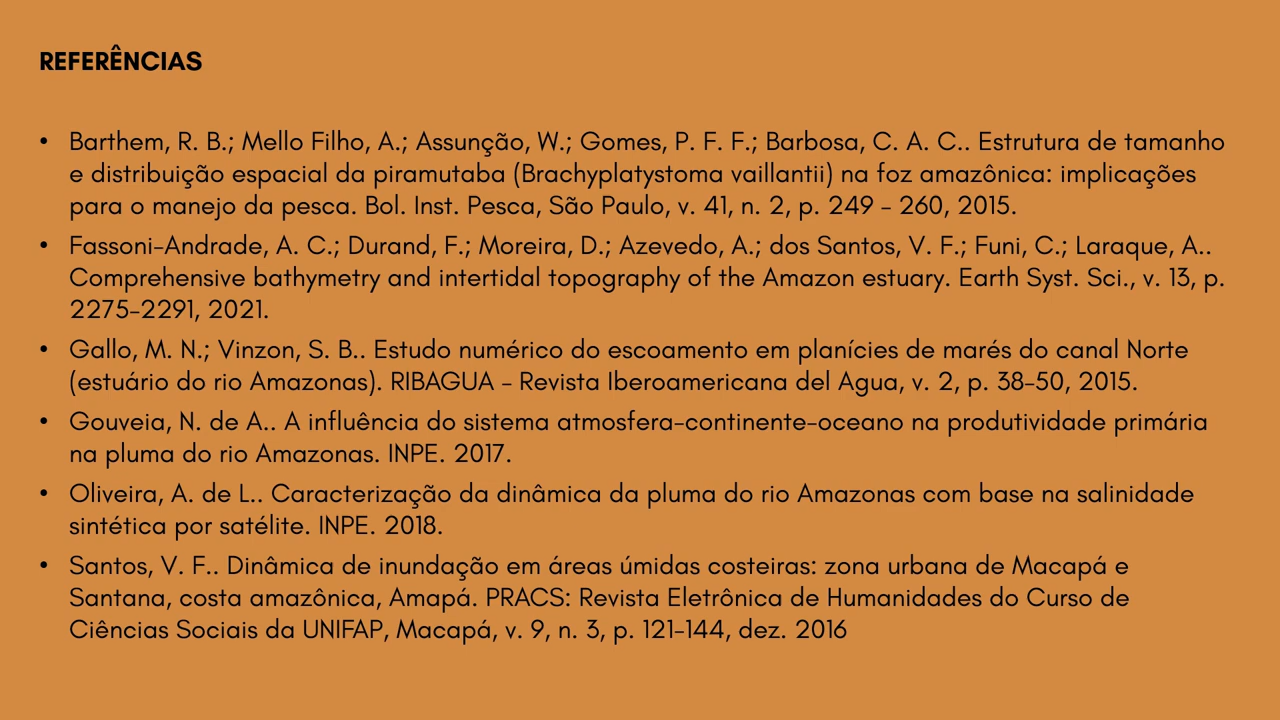 REFERÊNCIAS
• Barthem, R. B.; Mello Filho, A.; Assunção, W.; Gomes, P. F. F.; Barbosa, C. A. C.. Estrutura de tamanho
e distribuição espacial da piramutaba (Brachyplatystoma vaillantii) na foz amazônica: implicações
para o manejo da pesca. Bol. Inst. Pesca, São Paulo, v. 41, n. 2, p. 249 – 260, 2015.
• Fassoni-Andrade, A. C.; Durand, F.; Moreira, D.; Azevedo, A.; dos Santos, V. F.; Funi, C.; Laraque, A..
Comprehensive bathymetry and intertidal topography of the Amazon estuary. Earth Syst. Sci., v. 13, p.
2275-2291, 2021.
• Gallo, M. N.; Vinzon, S. B.. Estudo numérico do escoamento em planícies de marés do canal Norte
(estuário do rio Amazonas). RIBAGUA – Revista Iberoamericana del Agua, v. 2, p. 38-50, 2015.
• Gouveia, N. de A.. A influência do sistema atmosfera-continente-oceano na produtividade primária
na pluma do rio Amazonas. INPE. 2017.
• Oliveira, A. de L.. Caracterização da dinâmica da pluma do rio Amazonas com base na salinidade
sintética por satélite. INPE. 2018.
• Santos, V. F.. Dinâmica de inundação em áreas úmidas costeiras: zona urbana de Macapá e
Santana, costa amazônica, Amapá. PRACS: Revista Eletrônica de Humanidades do Curso de
Ciências Sociais da UNIFAP, Macapá, v. 9, n. 3, p. 121-144, dez. 2016